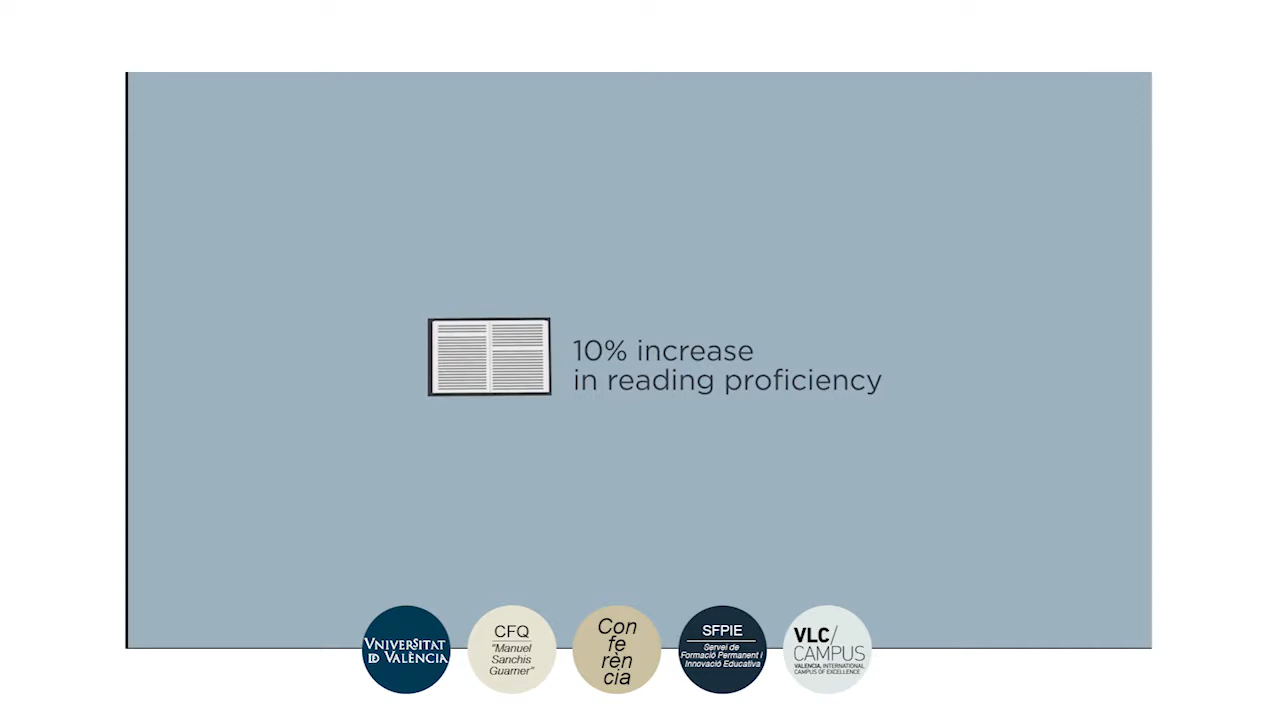 10% increase
in reading proficiency
VNIVERSITAT
D VALÈNCIA
CFQ
"Manuel
Sanchis
Guarner"
Con
fe
rèn
cia
SFPIE
Servei de
Formació Permanent i
Innovació Educativa
VLC/
CAMPUS
VALENCIA, INTERNATIONAL
CAMPUS OF EXCELLENCE